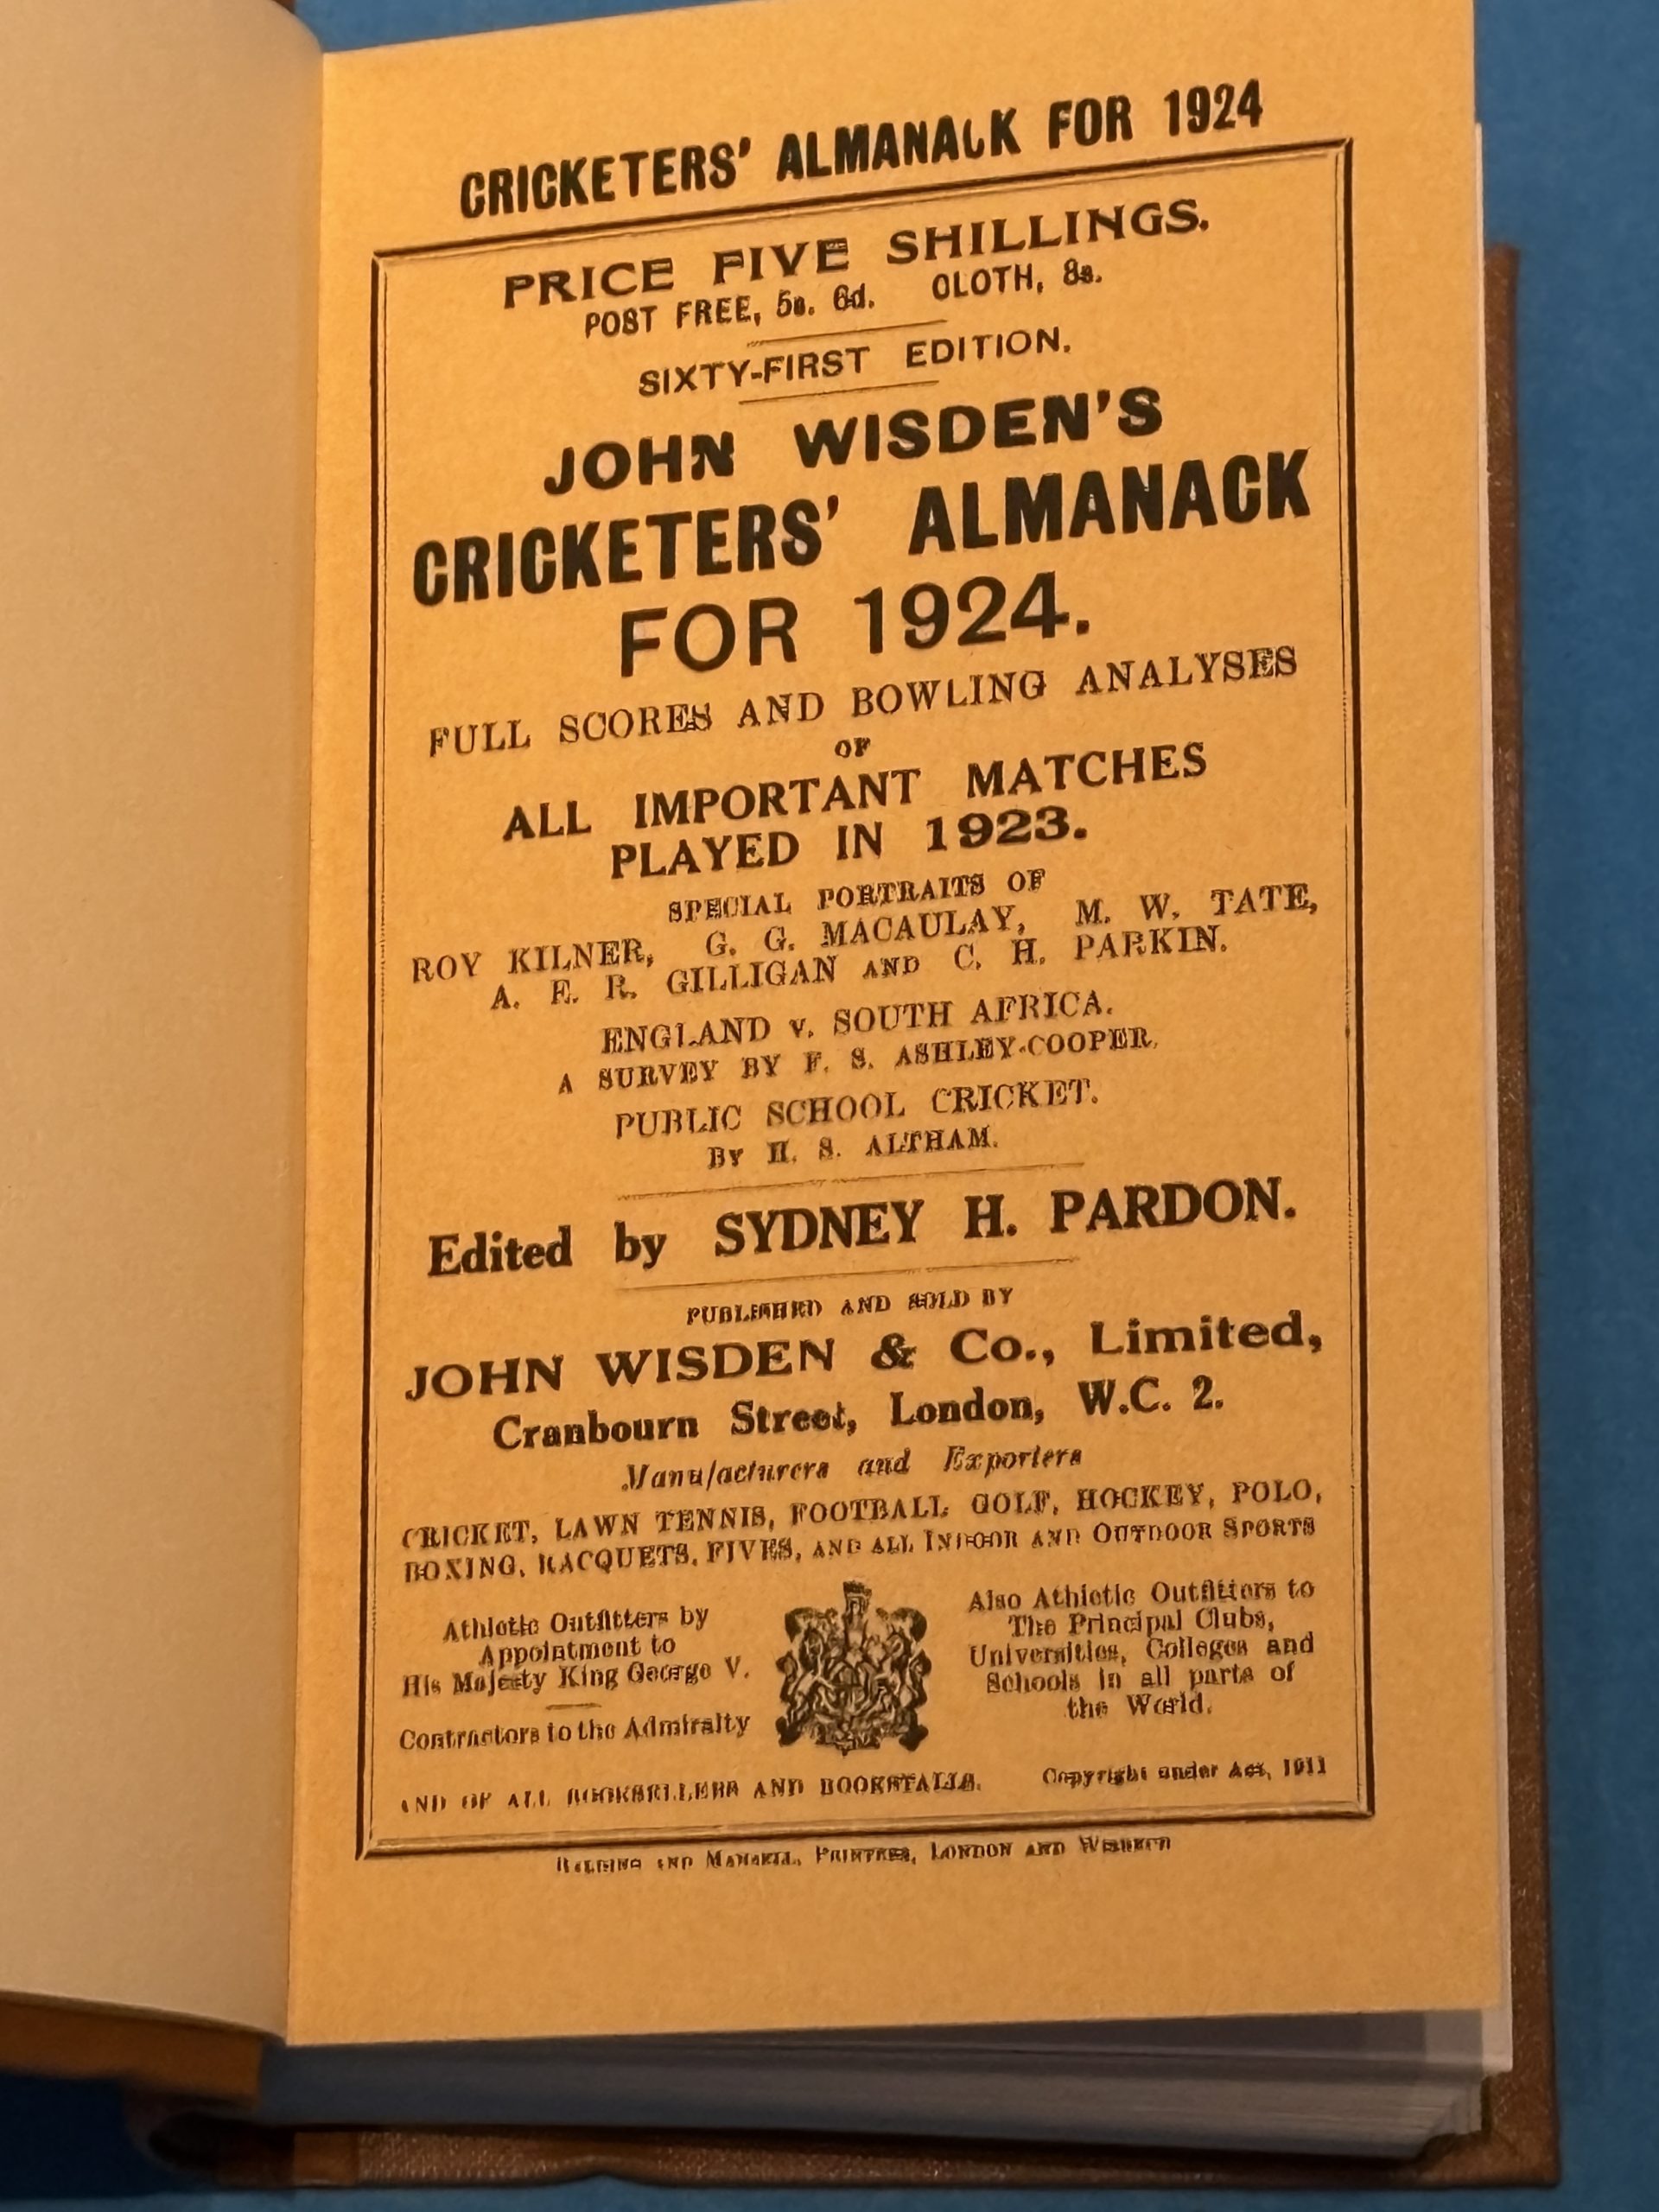 CRICKETERS' ALMANACK FOR 1924
PRICE FIVE SHILLINGS.
POST FREE, 5s. 6d. CLOTH, 8s.
SIXTY-FIRST EDITION.
JOHN WISDEN'S
CRICKETERS' ALMANACK
FOR 1924.
FULL SCORES AND BOWLING ANALYSES
OF
ALL IMPORTANT MATCHES
PLAYED IN 1923.
SPECIAL PORTRAITS OF
ROY KILNER, G. G. MACAULAY, M. W. TATE,
A. E. R. GILLIGAN AND C. H. PARKIN.
ENGLAND v. SOUTH AFRICA.
A SURVEY BY F. S. ASHLEY-COOPER.
PUBLIC SCHOOL CRICKET.
BY H. S. ALTHAM.
Edited by SYDNEY H. PARDON.
PUBLISHED AND SOLD BY
JOHN WISDEN & Co., Limited,
Cranbourn Street, London, W.C. 2.
Manufacturers and Exporters
CRICKET, LAWN TENNIS, FOOTBALL, GOLF, HOCKEY, POLO,
BOXING, RACQUETS, FIVES, AND ALL INDOOR AND OUTDOOR SPORTS
Athletic Outfitters by
Appointment to
His Majesty King George V.
Contractors to the Admiralty
Also Athletic Outfitters to
The Principal Clubs,
Universities, Colleges and
Schools in all parts of
the World.
AND OF ALL BOOKSELLERS AND BOOKSTALLS. Copyright under Act, 1911
BALDING AND MANSELL, PRINTERS, LONDON AND WISBECH